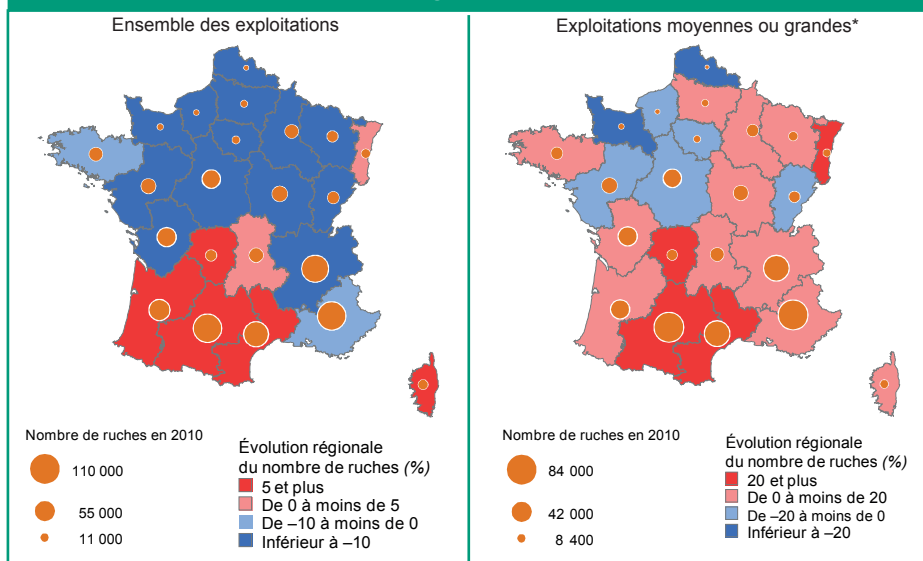 Ensemble des exploitations
Nombre de ruches en 2010
110 000
55 000
11 000
Évolution régionale
du nombre de ruches (%)
5 et plus
De 0 à moins de 5
De –10 à moins de 0
Inférieur à –10
Exploitations moyennes ou grandes*
Nombre de ruches en 2010
84 000
42 000
8 400
Évolution régionale
du nombre de ruches (%)
20 et plus
De 0 à moins de 20
De –20 à moins de 0
Inférieur à –20